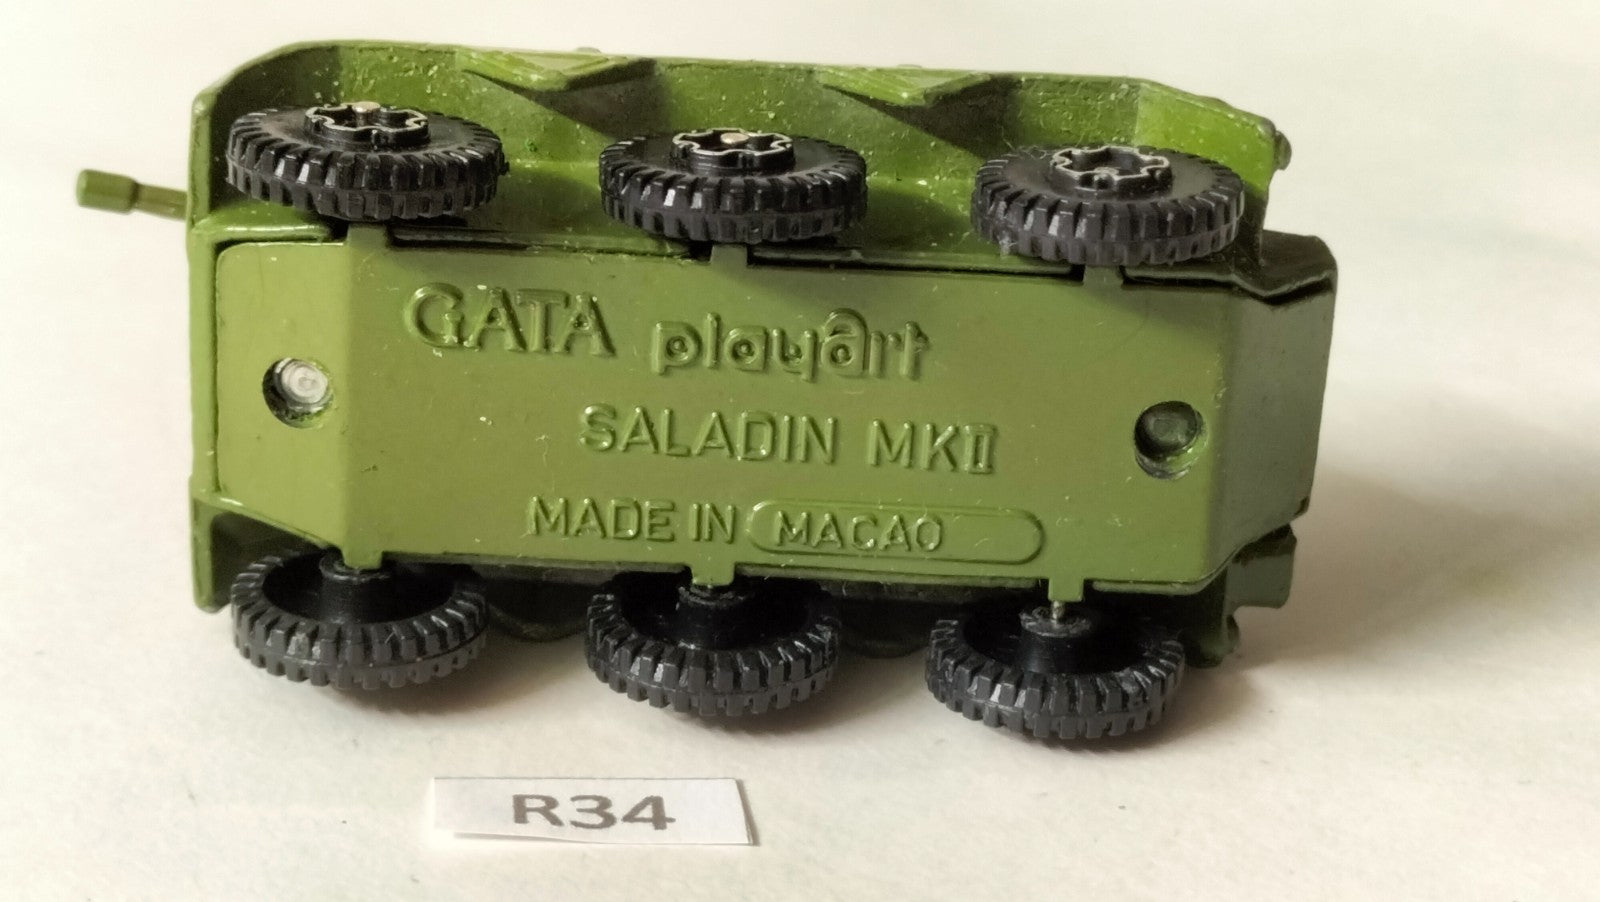 GATA playart
SALADIN MKII
MADE IN MACAO
R34